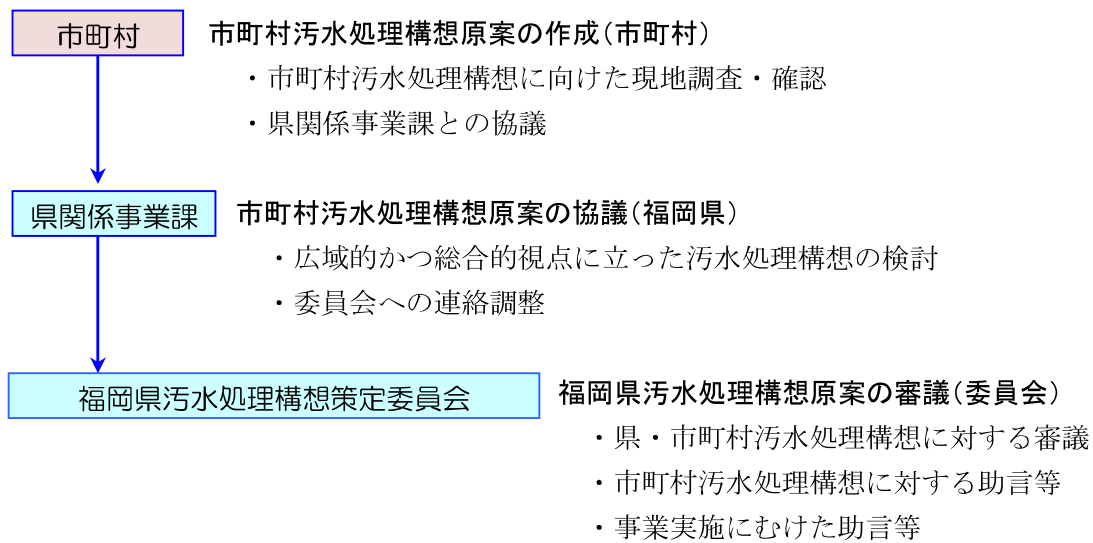 市町村
市町村汚水処理構想原案の作成（市町村）
・市町村汚水処理構想に向けた現地調査・確認
・県関係事業課との協議
県関係事業課
市町村汚水処理構想原案の協議（福岡県）
・広域的かつ総合的視点に立った汚水処理構想の検討
・委員会への連絡調整
福岡県汚水処理構想策定委員会
福岡県汚水処理構想原案の審議（委員会）
・県・市町村汚水処理構想に対する審議
・市町村汚水処理構想に対する助言等
・事業実施にむけた助言等